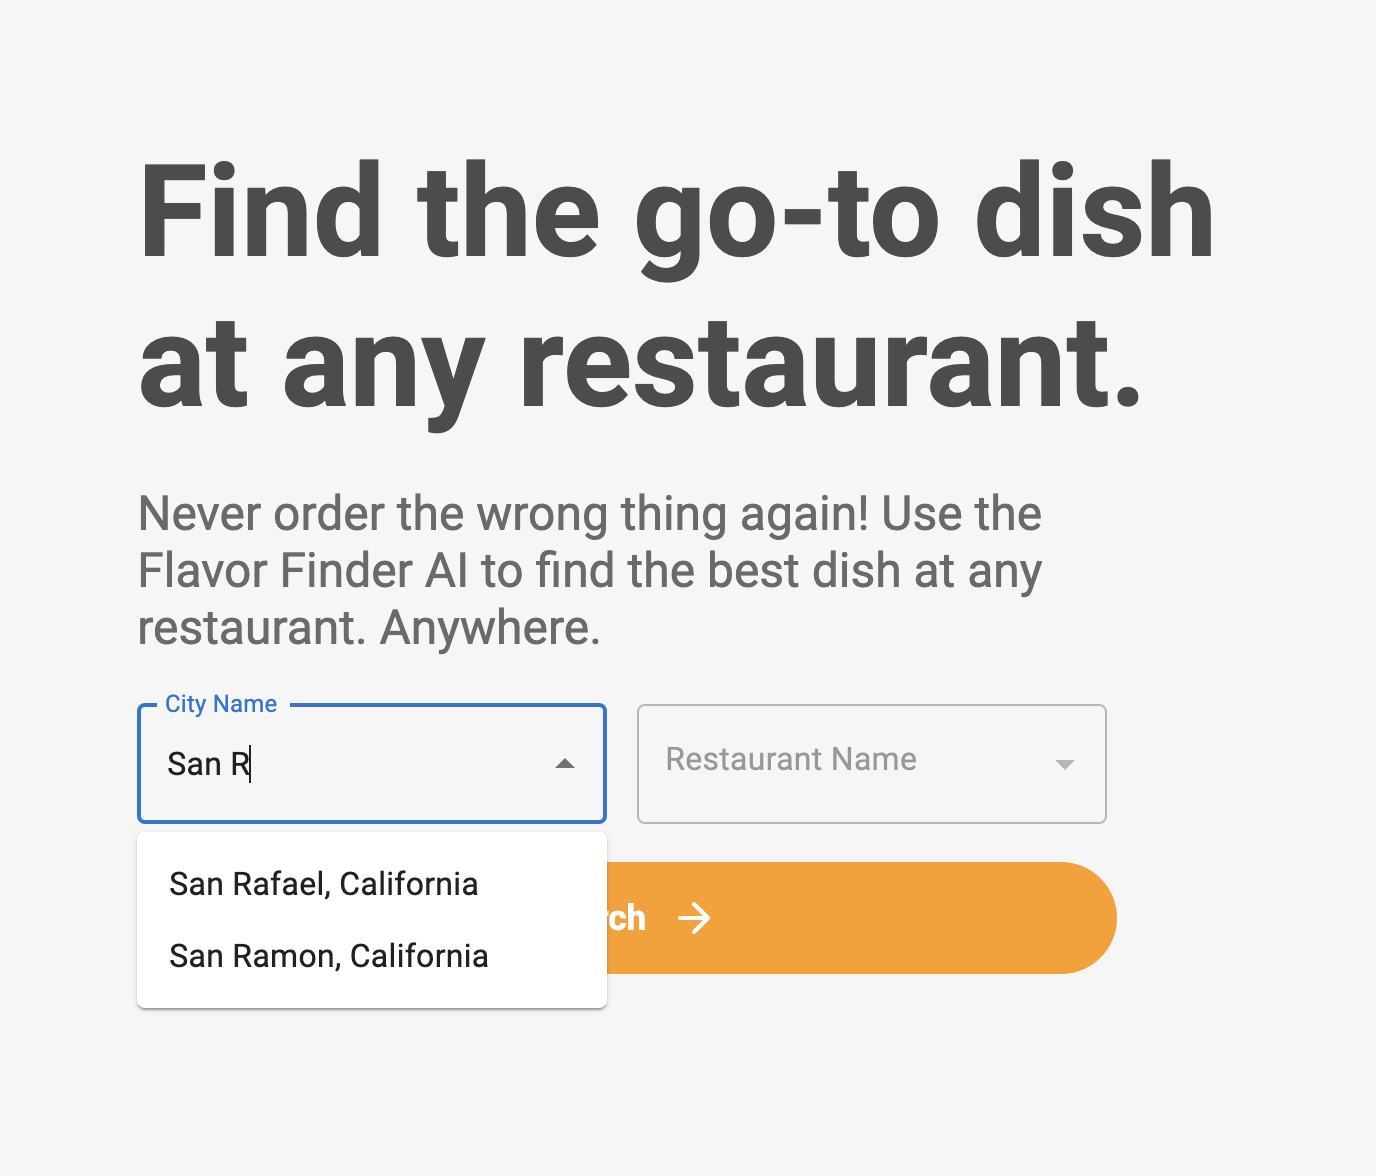 Find the go-to dish
at any restaurant.
Never order the wrong thing again! Use the
Flavor Finder AI to find the best dish at any
restaurant. Anywhere.
City Name
San R
Restaurant Name
San Rafael, California
San Ramon, California